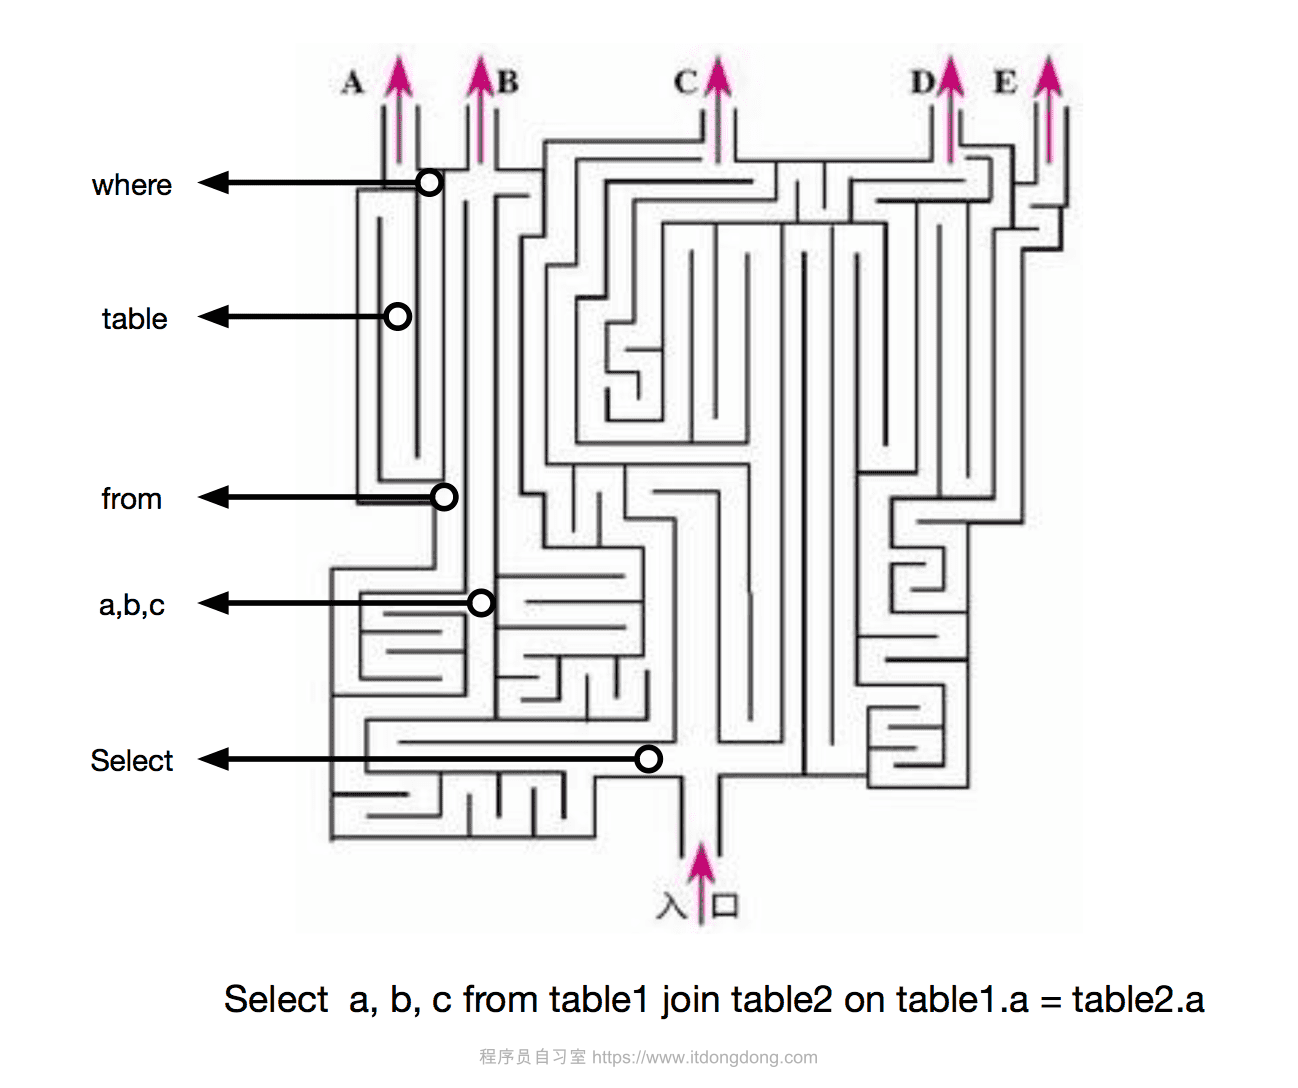 A B C D E
where
table
from
a,b,c
Select
入 口
Select a, b, c from table1 join table2 on table1.a = table2.a
程序员自习室 https://www.itdongdong.com